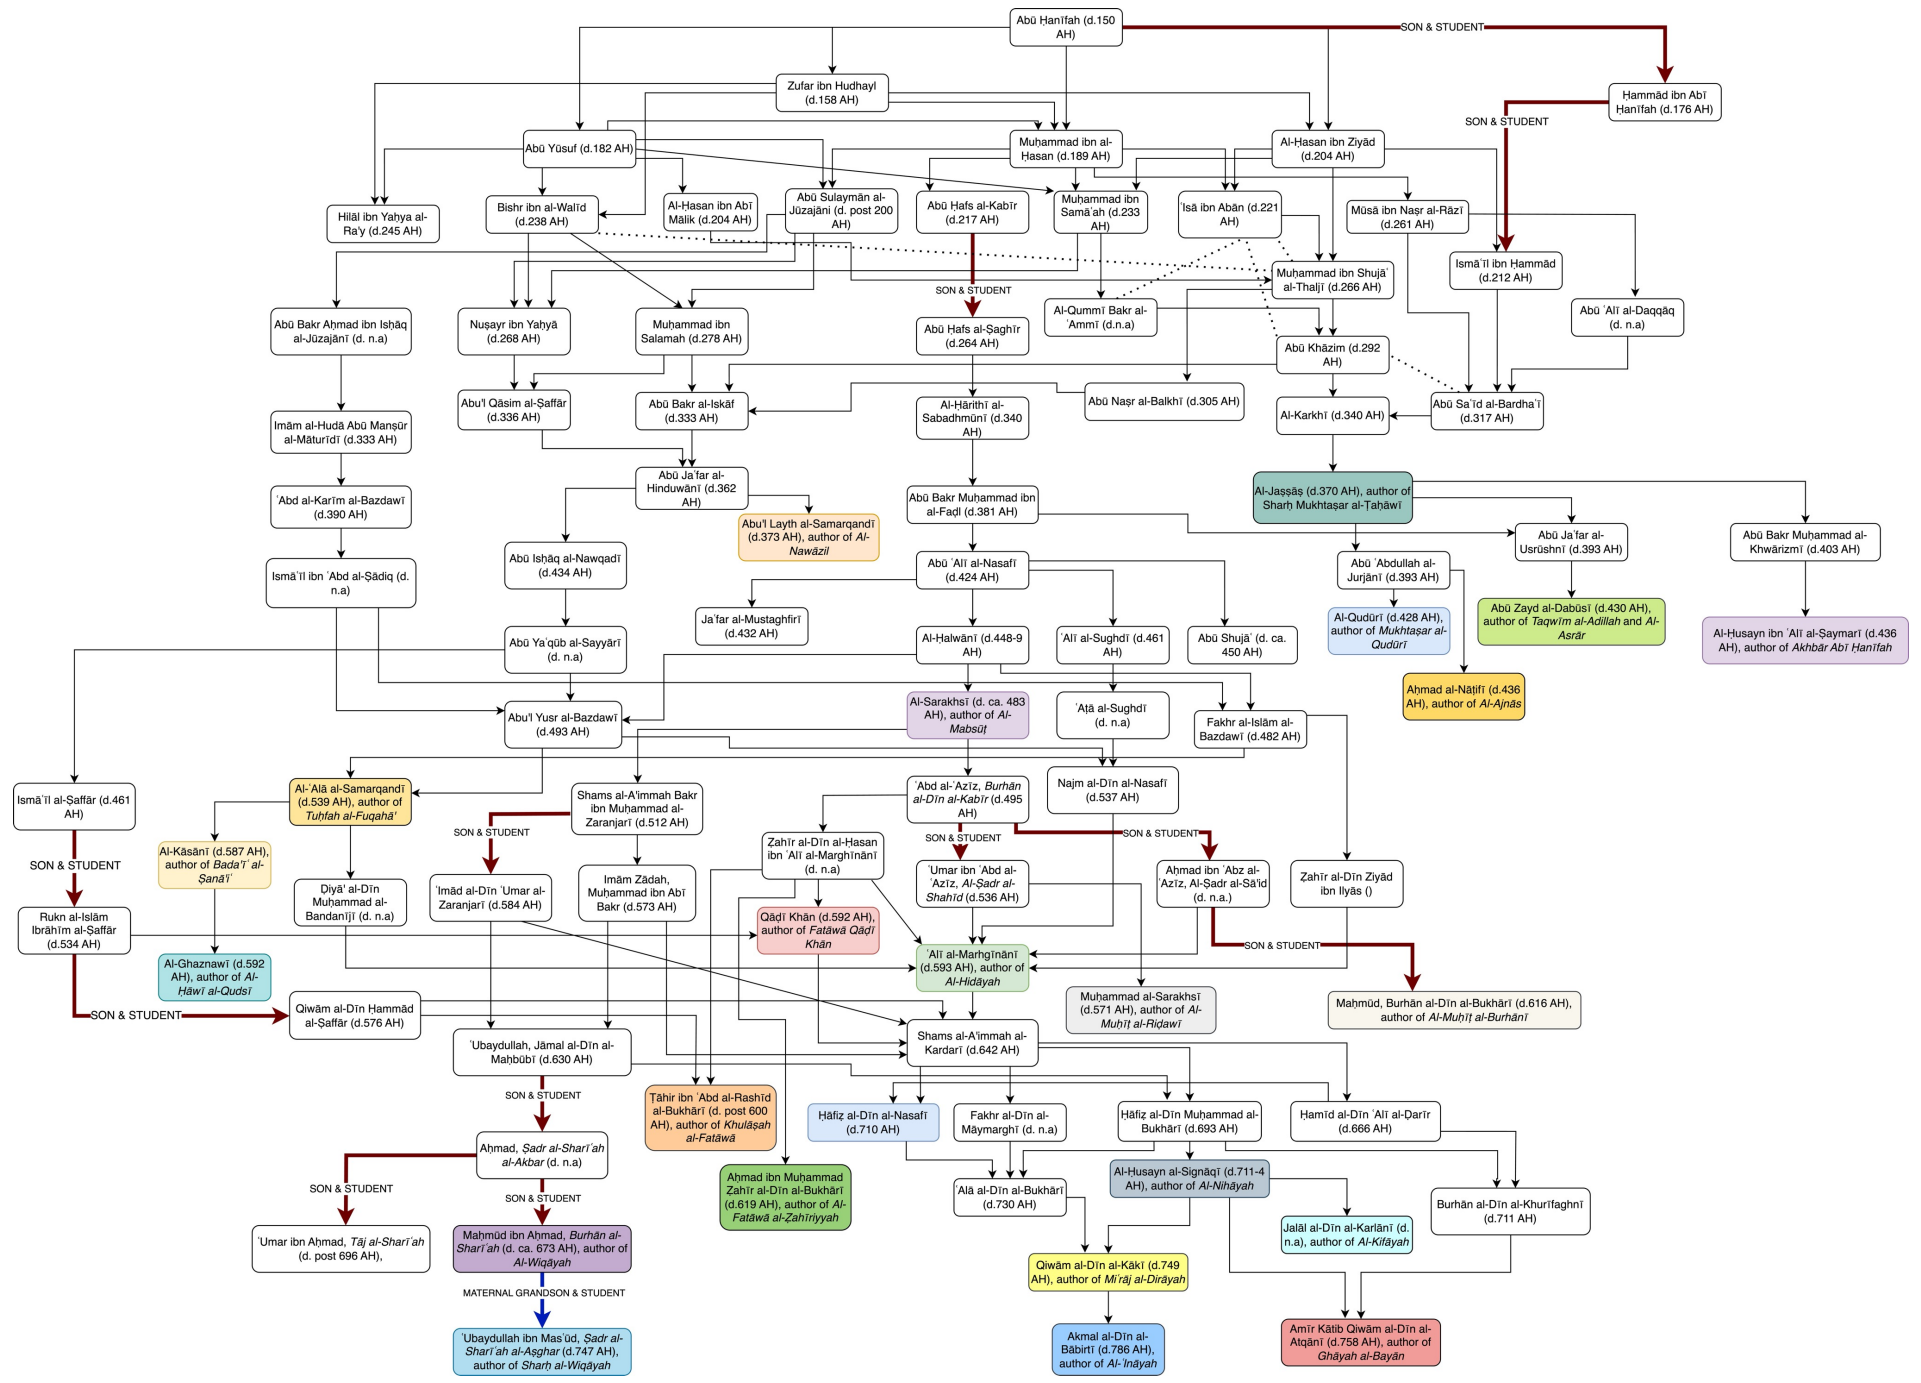 Abū Ḥanīfah (d.150
AH)
SON & STUDENT
Zufar ibn Hudhayl
(d.158 AH)
Ḥammād ibn Abī
Ḥanīfah (d.176 AH)
SON & STUDENT
Abū Yūsuf (d.182 AH)
Muḥammad ibn al-
Ḥasan (d.189 AH)
Al-Ḥasan ibn Ziyād
(d.204 AH)
Hilāl ibn Yaḥya al-
Ra'y (d.245 AH)
Bishr ibn al-Walīd
(d.238 AH)
Al-Ḥasan ibn Abī
Mālik (d.204 AH)
Abū Sulaymān al-
Jūzajāni (d. post 200
AH)
Abū Ḥafs al-Kabīr
(d.217 AH)
Muḥammad ibn
Samāʿah (d.233
AH)
ʿĪsā ibn Abān (d.221
AH)
Mūsā ibn Naṣr al-Rāzī
(d.261 AH)
Ismāʿīl ibn Ḥammād
(d.212 AH)
Muḥammad ibn Shujāʿ
al-Thaljī (d.266 AH)
SON & STUDENT
Al-Qummī Bakr al-
ʿAmmī (d.n.a)
Abū ʿAlī al-Daqqāq
(d. n.a)
Abū Bakr Aḥmad ibn Isḥāq
al-Jūzajānī (d. n.a)
Nuṣayr ibn Yaḥyā
(d.268 AH)
Muḥammad ibn
Salamah (d.278 AH)
Abū Ḥafs al-Ṣaghīr
(d.264 AH)
Abū Khāzim (d.292
AH)
Imām al-Hudā Abū Manṣūr
al-Māturīdī (d.333 AH)
Abu'l Qāsim al-Ṣaffār
(d.336 AH)
Abū Bakr al-Iskāf
(d.333 AH)
Al-Ḥārithī al-
Sabadhmūnī (d.340
AH)
Abū Naṣr al-Balkhī (d.305 AH)
Al-Karkhī (d.340 AH)
Abū Saʿīd al-Bardhaʿī
(d.317 AH)
ʿAbd al-Karīm al-Bazdawī
(d.390 AH)
Abū Jaʿfar al-
Hinduwānī (d.362
AH)
Abu'l Layth al-Samarqandī
(d.373 AH), author of Al-
Nawāzil
Abū Bakr Muḥammad ibn
al-Faḍl (d.381 AH)
Al-Jaṣṣāṣ (d.370 AH), author of
Sharḥ Mukhtaṣar al-Ṭaḥāwī
Abū Jaʿfar al-
Usrūshnī (d.393 AH)
Abū Bakr Muḥammad al-
Khwārizmī (d.403 AH)
Ismāʿīl ibn ʿAbd al-Ṣādiq (d.
n.a)
Abū Isḥāq al-Nawqadī
(d.434 AH)
Abū ʿAlī al-Nasafī
(d.424 AH)
Abū ʿAbdullah al-
Jurjānī (d.393 AH)
Jaʿfar al-Mustaghfirī
(d.432 AH)
Al-Qudūrī (d.428 AH),
author of Mukhtaṣar al-
Qudūrī
Abū Zayd al-Dabūsī (d.430 AH),
author of Taqwīm al-Adillah and Al-
Asrār
Al-Ḥusayn ibn ʿAlī al-Ṣaymarī (d.436
AH), author of Akhbār Abī Ḥanīfah
Abū Yaʿqūb al-Sayyārī
(d. n.a)
Al-Ḥalwānī (d.448-9
AH)
ʿAlī al-Sughdī (d.461
AH)
Abū Shujāʿ (d. ca.
450 AH)
Aḥmad al-Nāṭifī (d.436
AH), author of Al-Ajnās
Abu'l Yusr al-Bazdawī
(d.493 AH)
Al-Sarakhsī (d. ca. 483
AH), author of Al-
Mabsūṭ
ʿAṭā al-Sughdī
(d. n.a)
Fakhr al-Islām al-
Bazdawī (d.482 AH)
Ismāʿīl al-Ṣaffār (d.461
AH)
Al-ʿAlā al-Samarqandī
(d.539 AH), author of
Tuḥfah al-Fuqahā'
Shams al-A'immah Bakr
ibn Muḥammad al-
Zaranjarī (d.512 AH)
ʿAbd al-ʿAzīz, Burhān
al-Dīn al-Kabīr (d.495
AH)
Najm al-Dīn al-Nasafī
(d.537 AH)
SON & STUDENT
SON & STUDENT
SON & STUDENT
SON & STUDENT
Al-Kāsānī (d.587 AH),
author of Bada'iʿ al-
Ṣanā'iʿ
Ẓahīr al-Dīn al-Ḥasan
ibn ʿAlī al-Marghīnānī
(d. n.a)
Ḍiyā' al-Dīn
Muḥammad al-
Bandanījī (d. n.a)
ʿImād al-Dīn ʿUmar al-
Zaranjarī (d.584 AH)
Imām Zādah,
Muḥammad ibn Abī
Bakr (d.573 AH)
ʿUmar ibn ʿAbd al-
ʿAzīz, Al-Ṣadr al-
Shahīd (d.536 AH)
Aḥmad ibn ʿAbz al-
ʿAzīz, Al-Ṣadr al-Sāʿid
(d. n.a.)
Ẓahīr al-Dīn Ziyād
ibn Ilyās ()
Rukn al-Islām
Ibrāhīm al-Ṣaffār
(d.534 AH)
Qāḍī Khān (d.592 AH),
author of Fatāwā Qāḍī
Khān
SON & STUDENT
Al-Ghaznawī (d.592
AH), author of Al-
Ḥāwī al-Qudsī
ʿAlī al-Marhgīnānī
(d.593 AH), author of
Al-Hidāyah
SON & STUDENT
Qiwām al-Dīn Ḥammād
al-Ṣaffār (d.576 AH)
Muḥammad al-Sarakhsī
(d.571 AH), author of Al-
Muḥīṭ al-Riḍawī
Maḥmūd, Burhān al-Dīn al-Bukhārī (d.616 AH),
author of Al-Muḥīṭ al-Burhānī
ʿUbaydullah, Jāmal al-Dīn al-
Maḥbūbī (d.630 AH)
Shams al-A'immah al-
Kardarī (d.642 AH)
SON & STUDENT
Ṭāhir ibn ʿAbd al-Rashīd
al-Bukhārī (d. post 600
AH), author of Khulāṣah
al-Fatāwā
Ḥāfiẓ al-Dīn al-Nasafī
(d.710 AH)
Fakhr al-Dīn al-
Māymarghī (d. n.a)
Ḥāfiẓ al-Dīn Muḥammad al-
Bukhārī (d.693 AH)
Ḥamīd al-Dīn ʿAlī al-Ḍarīr
(d.666 AH)
Aḥmad, Ṣadr al-Sharīʿah
al-Akbar (d. n.a)
SON & STUDENT
SON & STUDENT
Aḥmad ibn Muḥammad
Ẓahīr al-Dīn al-Bukhārī
(d.619 AH), author of Al-
Fatāwā al-Ẓahīriyyah
ʿAlā al-Dīn al-Bukhārī
(d.730 AH)
Al-Ḥusayn al-Signāqī (d.711-4
AH), author of Al-Nihāyah
Burhān al-Dīn al-Khurīfaghnī
(d.711 AH)
ʿUmar ibn Aḥmad, Tāj al-Sharīʿah
(d. post 696 AH),
Maḥmūd ibn Aḥmad, Burhān al-
Sharīʿah (d. ca. 673 AH), author of
Al-Wiqāyah
Jalāl al-Dīn al-Karlānī (d.
n.a), author of Al-Kifāyah
Qiwām al-Dīn al-Kākī (d.749
AH), author of Miʿrāj al-Dirāyah
MATERNAL GRANDSON & STUDENT
ʿUbaydullah ibn Masʿūd, Ṣadr al-
Sharīʿah al-Aṣghar (d.747 AH),
author of Sharḥ al-Wiqāyah
Akmal al-Dīn al-
Bābirtī (d.786 AH),
author of Al-ʿInāyah
Amīr Kātib Qiwām al-Dīn al-
Atqānī (d.758 AH), author of
Ghāyah al-Bayān